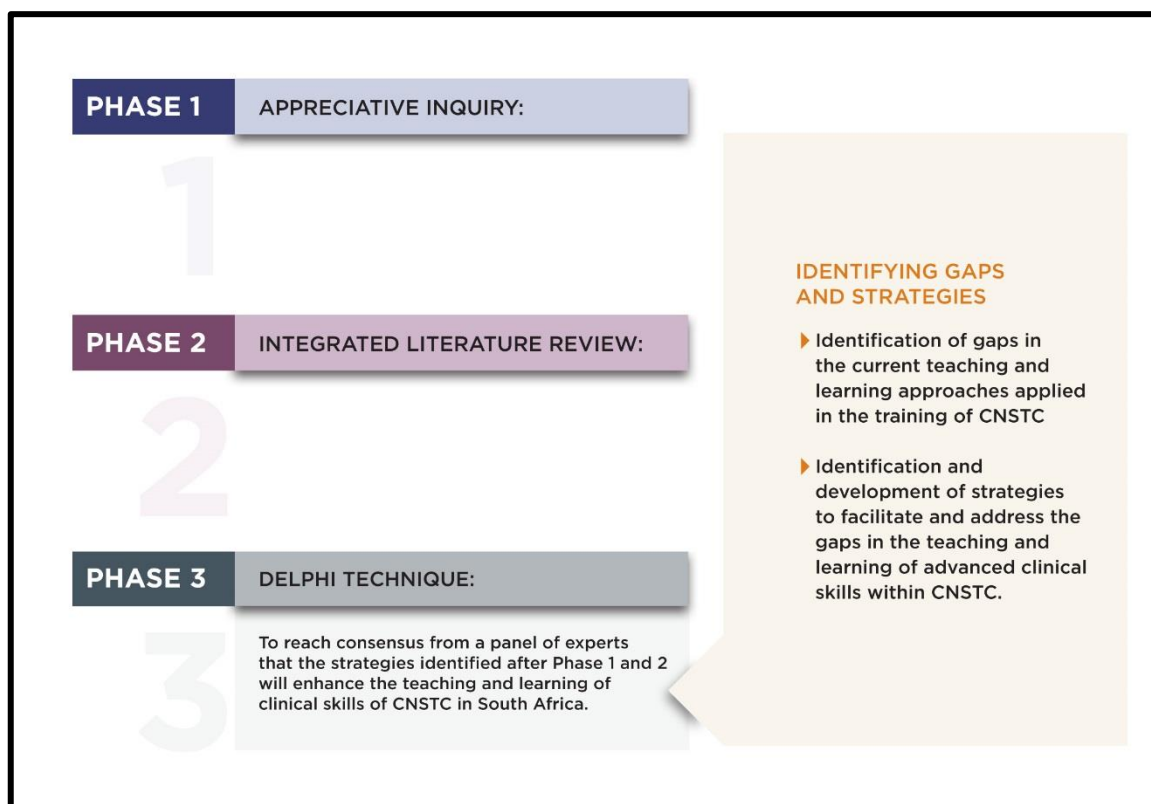 PHASE 1
APPRECIATIVE INQUIRY:
1
PHASE 2
INTEGRATED LITERATURE REVIEW:
2
PHASE 3
DELPHI TECHNIQUE:
3
To reach consensus from a panel of experts
that the strategies identified after Phase 1 and 2
will enhance the teaching and learning of
clinical skills of CNSTC in South Africa.
IDENTIFYING GAPS
AND STRATEGIES
Identification of gaps in
the current teaching and
learning approaches applied
in the training of CNSTC
Identification and
development of strategies
to facilitate and address the
gaps in the teaching and
learning of advanced clinical
skills within CNSTC.